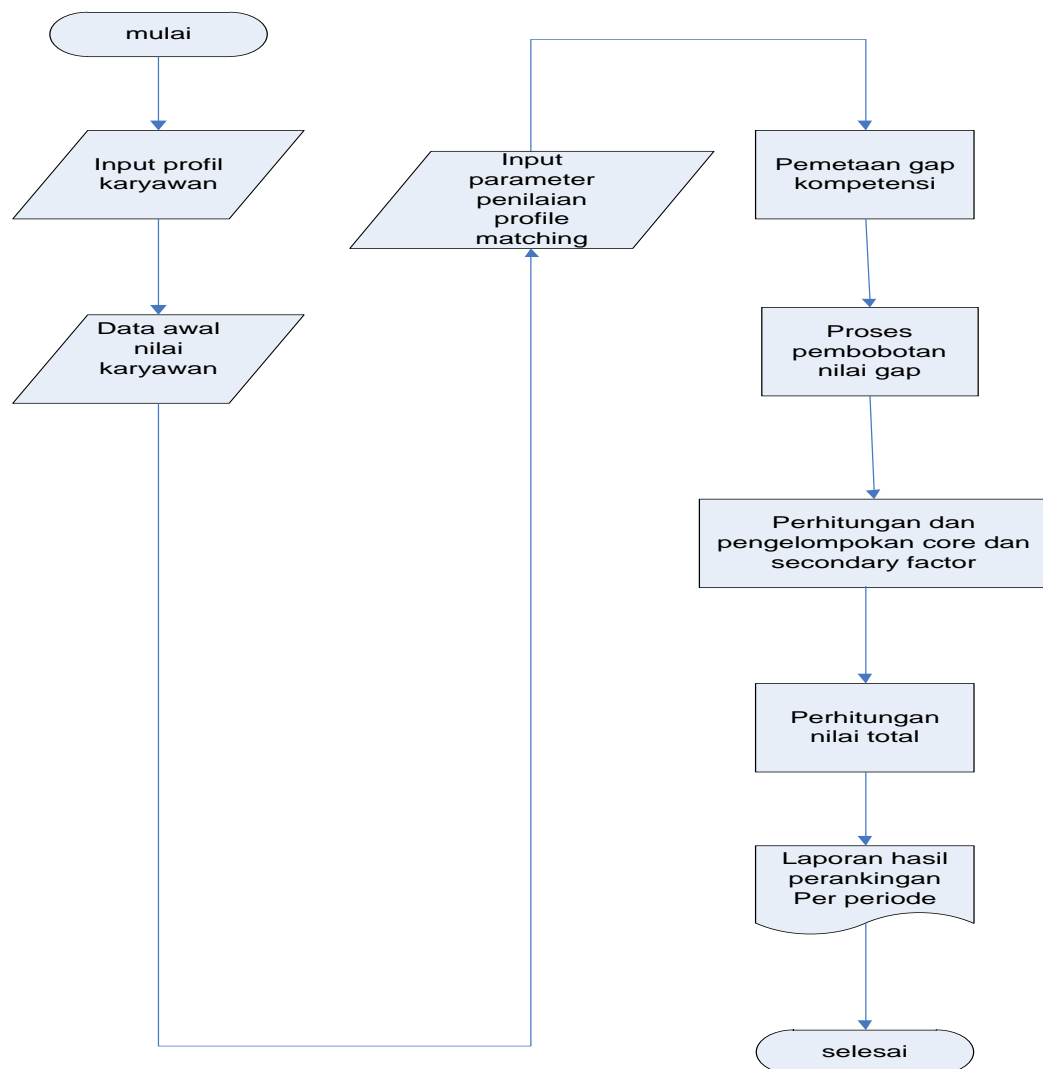 mulai
Input profil
karyawan
Data awal
nilai
karyawan
Input
parameter
penilaian
profile
matching
Pemetaan gap
kompetensi
Proses
pembobotan
nilai gap
Perhitungan dan
pengelompokan core dan
secondary factor
Perhitungan
nilai total
Laporan hasil
perankingan
Per periode
selesai